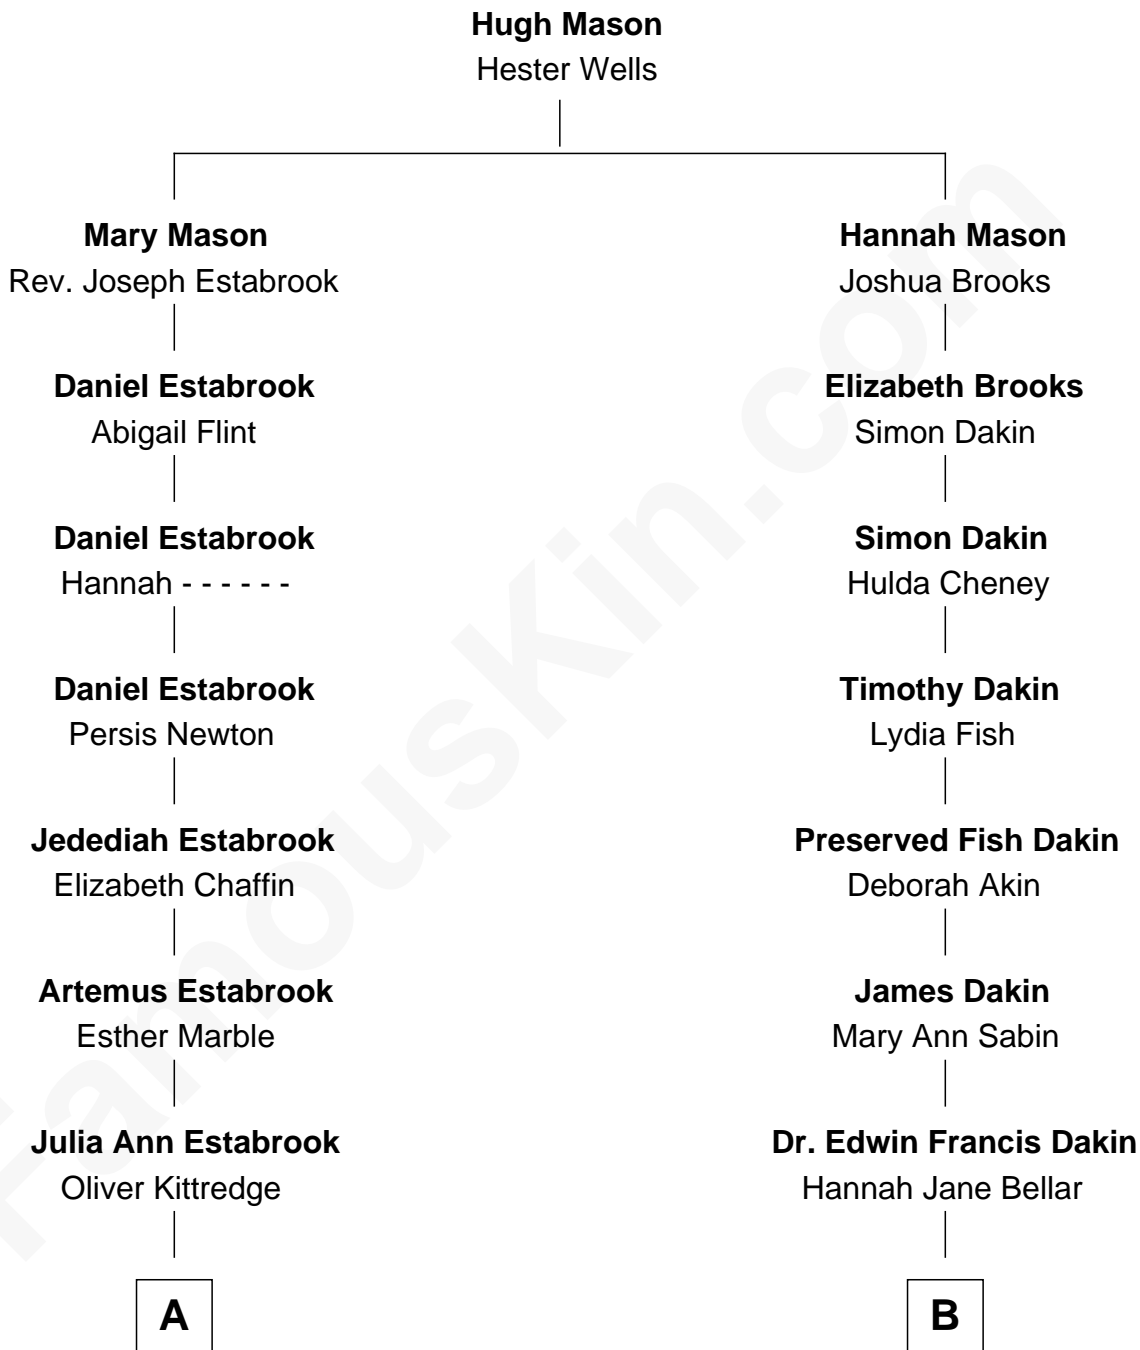 Hugh Mason
Hester Wells
Mary Mason
Rev. Joseph Estabrook
Hannah Mason
Joshua Brooks
Daniel Estabrook
Abigail Flint
Elizabeth Brooks
Simon Dakin
Daniel Estabrook
Hannah - - - - - -
Simon Dakin
Hulda Cheney
Daniel Estabrook
Persis Newton
Timothy Dakin
Lydia Fish
Jedediah Estabrook
Elizabeth Chaffin
Preserved Fish Dakin
Deborah Akin
Artemus Estabrook
Esther Marble
James Dakin
Mary Ann Sabin
Julia Ann Estabrook
Oliver Kittredge
Dr. Edwin Francis Dakin
Hannah Jane Bellar
A
B
FamousKin.com